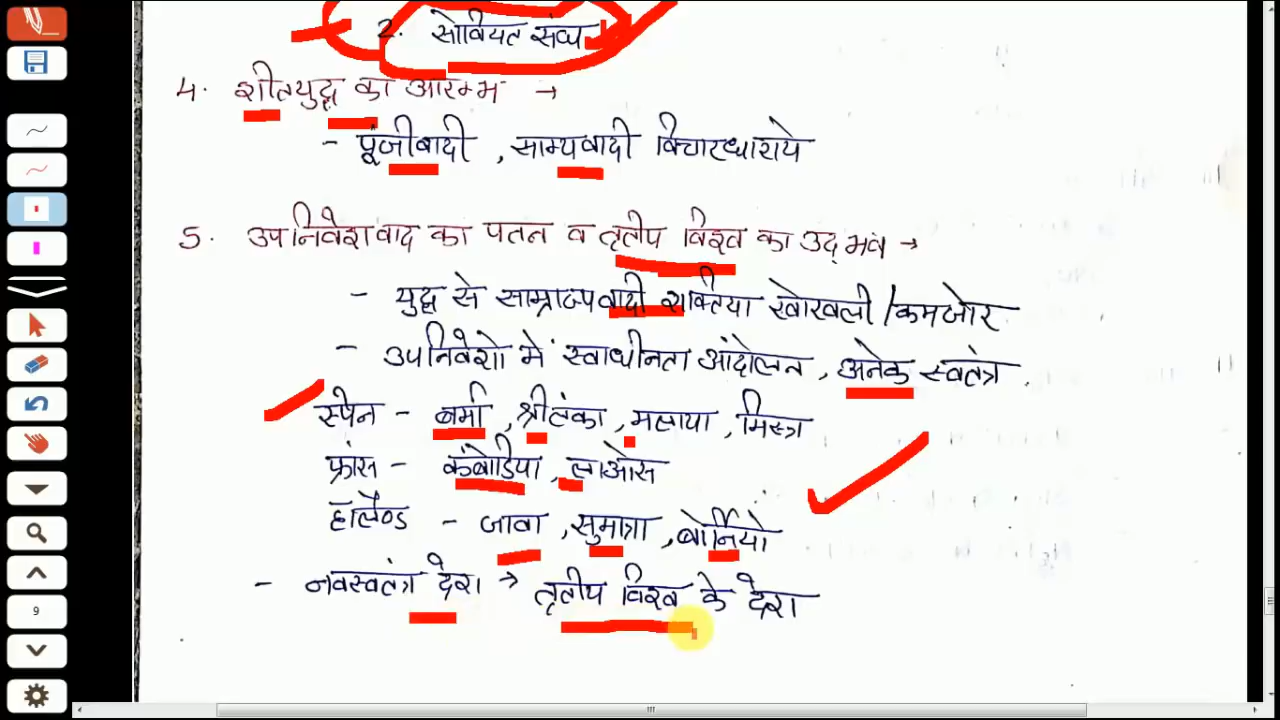 2. सोवियत संघ
4. शीतयुद्ध का आरम्भ →
- पूंजीवादी, साम्यवादी विचारधाराये
5. उपनिवेशवाद का पतन व तृतीय विश्व का उद्भव →
- युद्ध से साम्राज्यवादी शक्तिया खोखली/कमजोर
- उपनिवेशो में स्वाधीनता आंदोलन, अनेक स्वतंत्र.
स्पेन - बर्मा, श्रीलंका, मलाया, मिस्त्र
फ्रांस - कंबोडिया, लाओस
हॉलैण्ड - जावा, सुमात्रा, बोर्नियो
- नवस्वतंत्र देश → तृतीय विश्व के देश
9